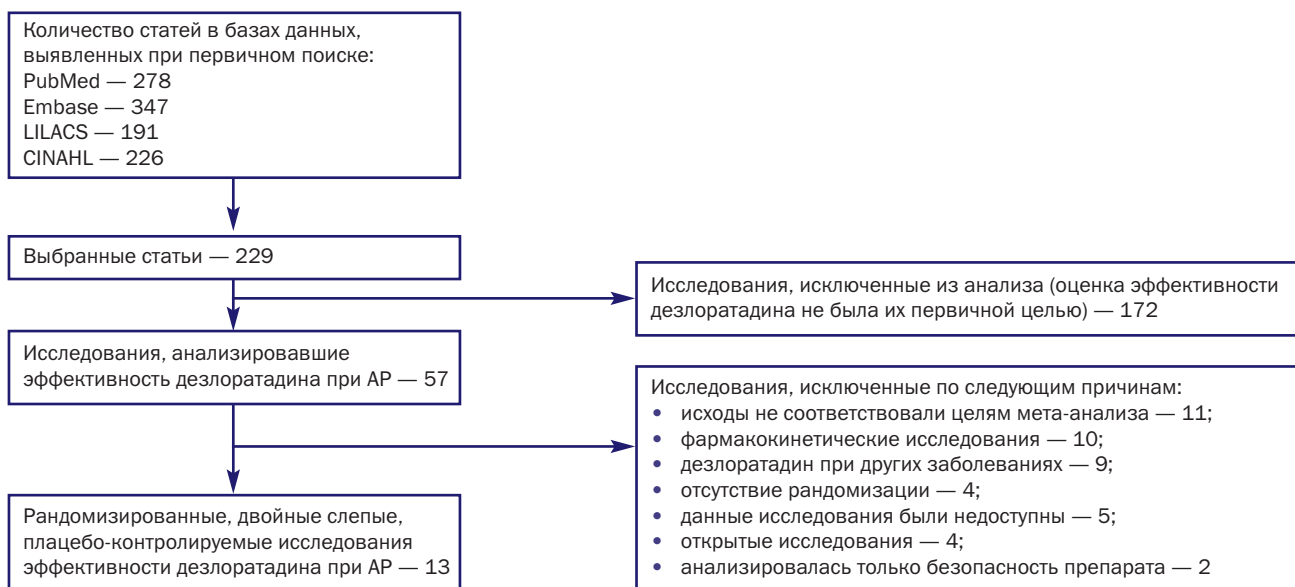 Количество статей в базах данных,
выявленных при первичном поиске:
PubMed — 278
Embase — 347
LILACS — 191
CINAHL — 226
Выбранные статьи — 229
Исследования, исключенные из анализа (оценка эффективности
дезлоратадина не была их первичной целью) — 172
Исследования, анализировавшие
эффективность дезлоратадина при АР — 57
Исследования, исключенные по следующим причинам:
• исходы не соответствовали целям мета-анализа — 11;
• фармакокинетические исследования — 10;
• дезлоратадин при других заболеваниях — 9;
• отсутствие рандомизации — 4;
• данные исследования были недоступны — 5;
• открытые исследования — 4;
• анализировалась только безопасность препарата — 2
Рандомизированные, двойные слепые,
плацебо-контролируемые исследования
эффективности дезлоратадина при АР — 13